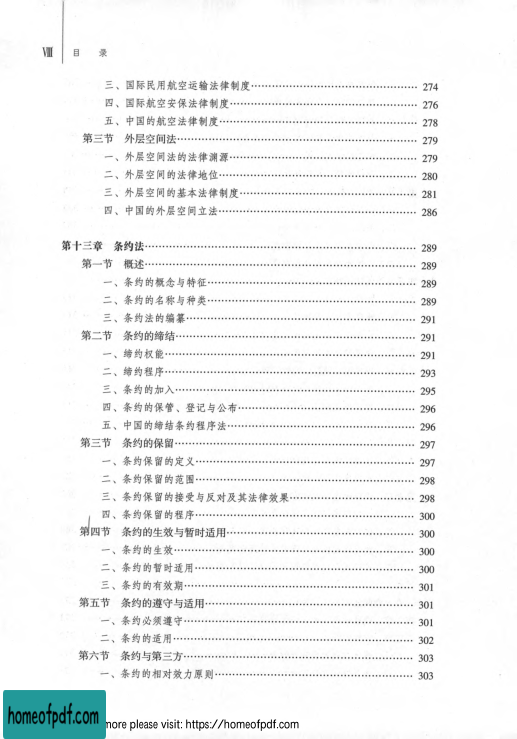 Ⅷ 目 录
三、国际民用航空运输法律制度 274
四、国际航空安保法律制度 276
五、中国的航空法律制度 278
第三节 外层空间法 279
一、外层空间法的法律渊源 279
二、外层空间的法律地位 280
三、外层空间的基本法律制度 281
四、中国的外层空间立法 286
第十三章 条约法 289
第一节 概述 289
一、条约的概念与特征 289
二、条约的名称与种类 289
三、条约法的编纂 291
第二节 条约的缔结 291
一、缔约权能 291
二、缔约程序 293
三、条约的加入 295
四、条约的保管、登记与公布 296
五、中国的缔结条约程序法 296
第三节 条约的保留 297
一、条约保留的定义 297
二、条约保留的范围 298
三、条约保留的接受与反对及其法律效果 298
四、条约保留的程序 300
第四节 条约的生效与暂时适用 300
一、条约的生效 300
二、条约的暂时适用 300
三、条约的有效期 301
第五节 条约的遵守与适用 301
一、条约必须遵守 301
二、条约的适用 302
第六节 条约与第三方 303
一、条约的相对效力原则 303
homeofpdf.com
more please visit: https://homeofpdf.com